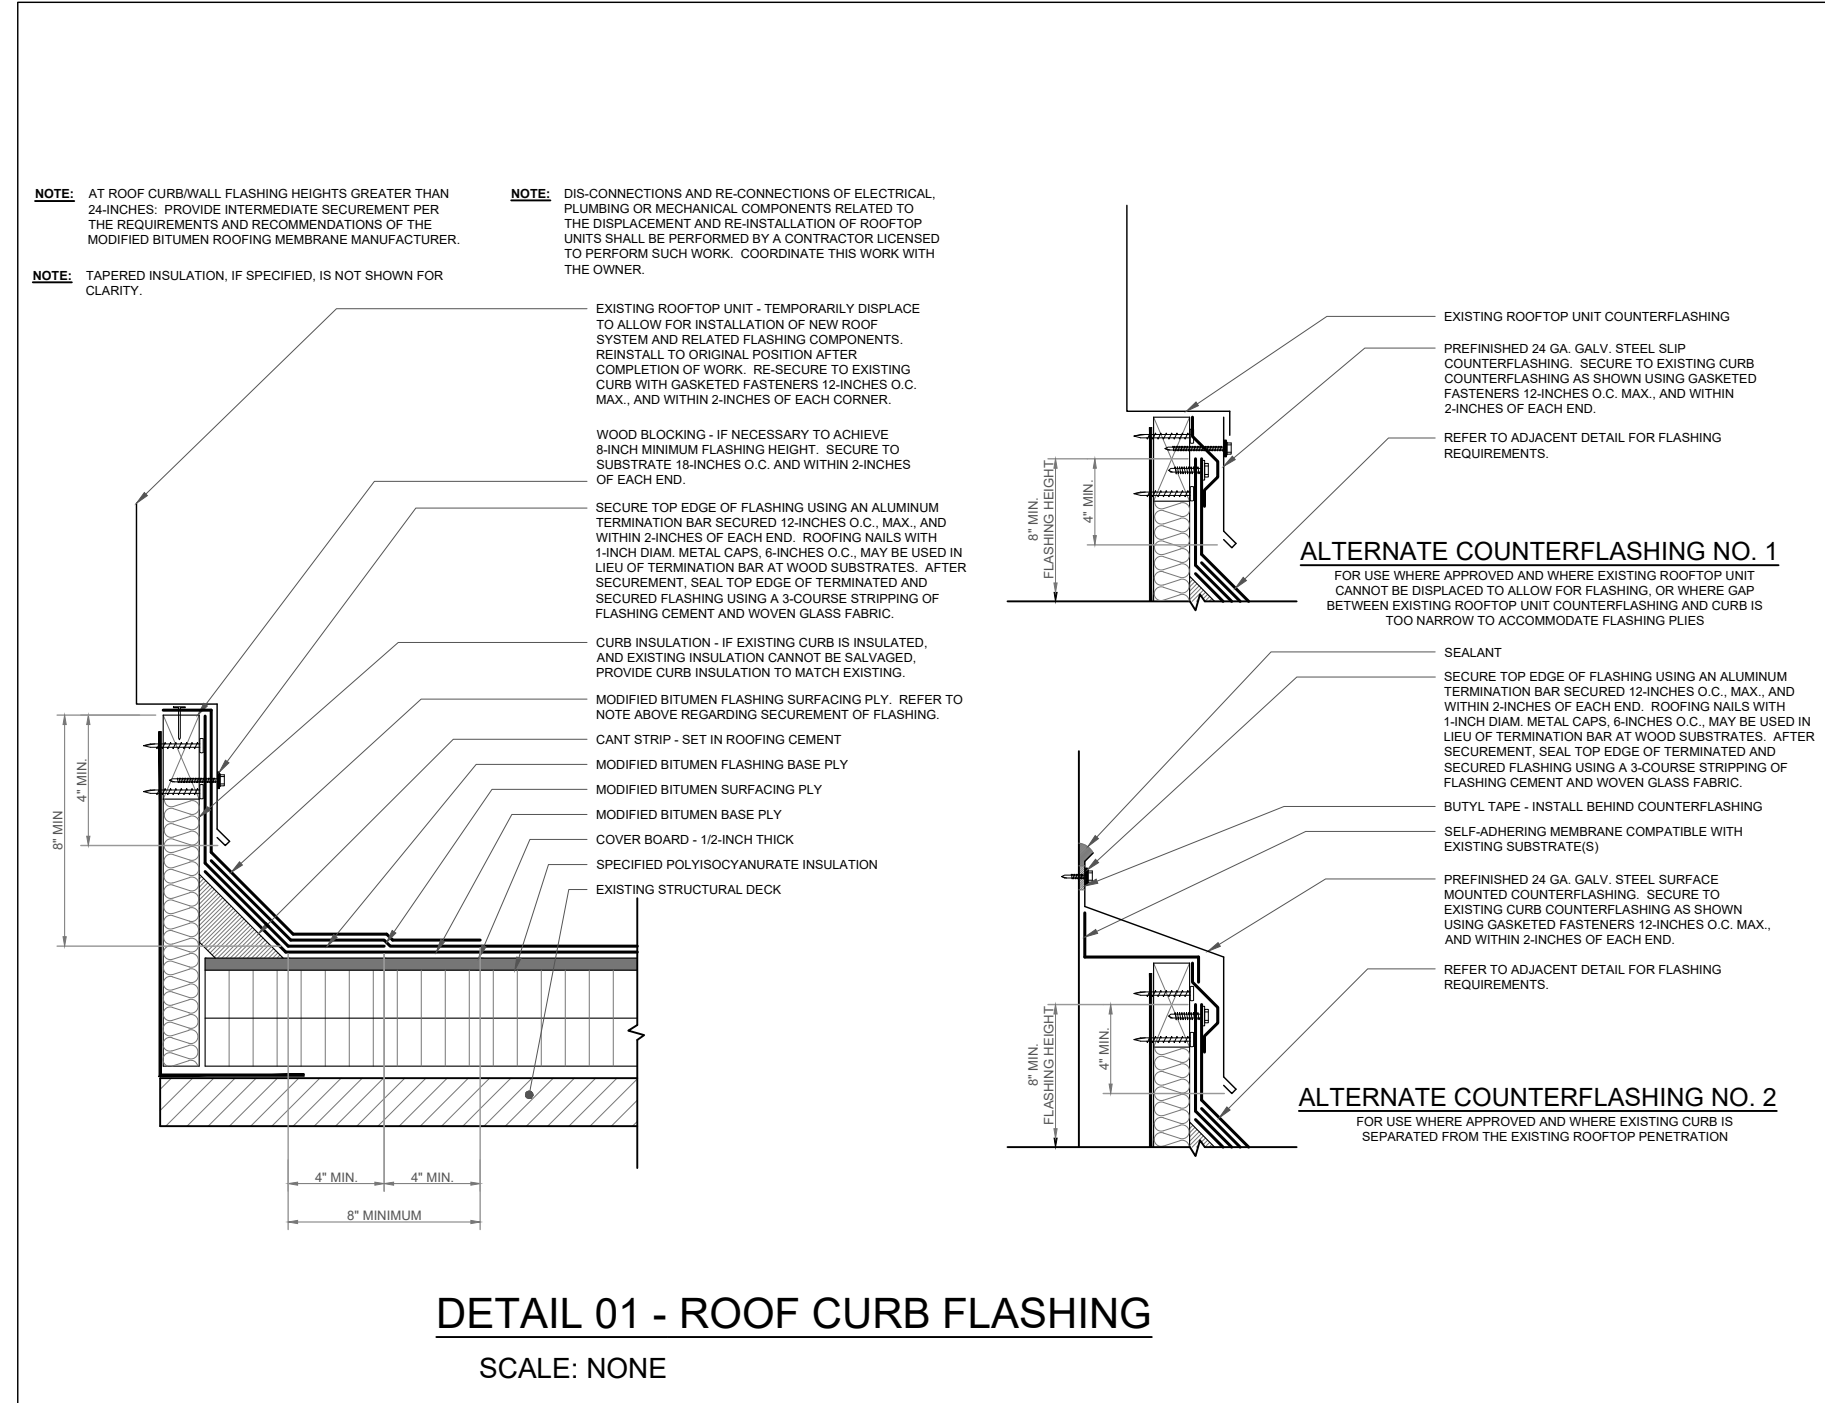 NOTE: AT ROOF CURB/WALL FLASHING HEIGHTS GREATER THAN
24-INCHES: PROVIDE INTERMEDIATE SECUREMENT PER
THE REQUIREMENTS AND RECOMMENDATIONS OF THE
MODIFIED BITUMEN ROOFING MEMBRANE MANUFACTURER.
NOTE: TAPERED INSULATION, IF SPECIFIED, IS NOT SHOWN FOR
CLARITY.
NOTE: DIS-CONNECTIONS AND RE-CONNECTIONS OF ELECTRICAL,
PLUMBING OR MECHANICAL COMPONENTS RELATED TO
THE DISPLACEMENT AND RE-INSTALLATION OF ROOFTOP
UNITS SHALL BE PERFORMED BY A CONTRACTOR LICENSED
TO PERFORM SUCH WORK. COORDINATE THIS WORK WITH
THE OWNER.
EXISTING ROOFTOP UNIT - TEMPORARILY DISPLACE
TO ALLOW FOR INSTALLATION OF NEW ROOF
SYSTEM AND RELATED FLASHING COMPONENTS.
REINSTALL TO ORIGINAL POSITION AFTER
COMPLETION OF WORK. RE-SECURE TO EXISTING
CURB WITH GASKETED FASTENERS 12-INCHES O.C.
MAX., AND WITHIN 2-INCHES OF EACH CORNER.
WOOD BLOCKING - IF NECESSARY TO ACHIEVE
8-INCH MINIMUM FLASHING HEIGHT. SECURE TO
SUBSTRATE 18-INCHES O.C. AND WITHIN 2-INCHES
OF EACH END.
SECURE TOP EDGE OF FLASHING USING AN ALUMINUM
TERMINATION BAR SECURED 12-INCHES O.C., MAX., AND
WITHIN 2-INCHES OF EACH END. ROOFING NAILS WITH
1-INCH DIAM. METAL CAPS, 6-INCHES O.C., MAY BE USED IN
LIEU OF TERMINATION BAR AT WOOD SUBSTRATES. AFTER
SECUREMENT, SEAL TOP EDGE OF TERMINATED AND
SECURED FLASHING USING A 3-COURSE STRIPPING OF
FLASHING CEMENT AND WOVEN GLASS FABRIC.
CURB INSULATION - IF EXISTING CURB IS INSULATED,
AND EXISTING INSULATION CANNOT BE SALVAGED,
PROVIDE CURB INSULATION TO MATCH EXISTING.
MODIFIED BITUMEN FLASHING SURFACING PLY. REFER TO
NOTE ABOVE REGARDING SECUREMENT OF FLASHING.
CANT STRIP - SET IN ROOFING CEMENT
MODIFIED BITUMEN FLASHING BASE PLY
MODIFIED BITUMEN SURFACING PLY
MODIFIED BITUMEN BASE PLY
COVER BOARD - 1/2-INCH THICK
SPECIFIED POLYISOCYANURATE INSULATION
EXISTING STRUCTURAL DECK
8" MIN
4" MIN.
4" MIN.
4" MIN.
8" MINIMUM
EXISTING ROOFTOP UNIT COUNTERFLASHING
PREFINISHED 24 GA. GALV. STEEL SLIP
COUNTERFLASHING. SECURE TO EXISTING CURB
COUNTERFLASHING AS SHOWN USING GASKETED
FASTENERS 12-INCHES O.C. MAX., AND WITHIN
2-INCHES OF EACH END.
REFER TO ADJACENT DETAIL FOR FLASHING
REQUIREMENTS.
8" MIN.
FLASHING HEIGHT
4" MIN.
ALTERNATE COUNTERFLASHING NO. 1
FOR USE WHERE APPROVED AND WHERE EXISTING ROOFTOP UNIT
CANNOT BE DISPLACED TO ALLOW FOR FLASHING, OR WHERE GAP
BETWEEN EXISTING ROOFTOP UNIT COUNTERFLASHING AND CURB IS
TOO NARROW TO ACCOMMODATE FLASHING PLIES
SEALANT
SECURE TOP EDGE OF FLASHING USING AN ALUMINUM
TERMINATION BAR SECURED 12-INCHES O.C., MAX., AND
WITHIN 2-INCHES OF EACH END. ROOFING NAILS WITH
1-INCH DIAM. METAL CAPS, 6-INCHES O.C., MAY BE USED IN
LIEU OF TERMINATION BAR AT WOOD SUBSTRATES. AFTER
SECUREMENT, SEAL TOP EDGE OF TERMINATED AND
SECURED FLASHING USING A 3-COURSE STRIPPING OF
FLASHING CEMENT AND WOVEN GLASS FABRIC.
BUTYL TAPE - INSTALL BEHIND COUNTERFLASHING
SELF-ADHERING MEMBRANE COMPATIBLE WITH
EXISTING SUBSTRATE(S)
PREFINISHED 24 GA. GALV. STEEL SURFACE
MOUNTED COUNTERFLASHING. SECURE TO
EXISTING CURB COUNTERFLASHING AS SHOWN
USING GASKETED FASTENERS 12-INCHES O.C. MAX.,
AND WITHIN 2-INCHES OF EACH END.
REFER TO ADJACENT DETAIL FOR FLASHING
REQUIREMENTS.
8" MIN.
FLASHING HEIGHT
4" MIN.
ALTERNATE COUNTERFLASHING NO. 2
FOR USE WHERE APPROVED AND WHERE EXISTING CURB IS
SEPARATED FROM THE EXISTING ROOFTOP PENETRATION
DETAIL 01 - ROOF CURB FLASHING
SCALE: NONE